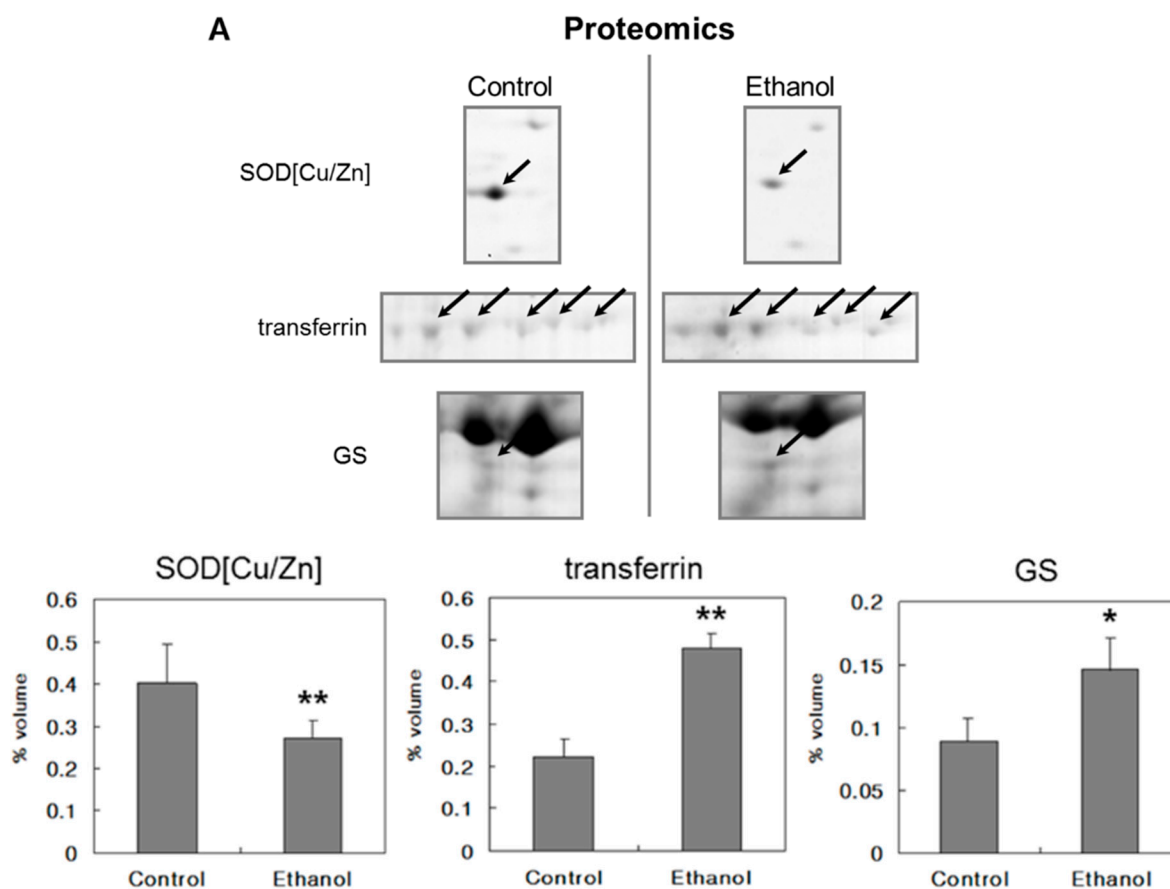 A
Proteomics
Control
Ethanol
SOD[Cu/Zn]
transferrin
GS
SOD[Cu/Zn]
% volume
0.6
0.5
0.4
0.3
0.2
0.1
0
**
Control
Ethanol
transferrin
% volume
0.6
0.5
0.4
0.3
0.2
0.1
0
**
Control
Ethanol
GS
% volume
0.2
0.15
0.1
0.05
0
*
Control
Ethanol